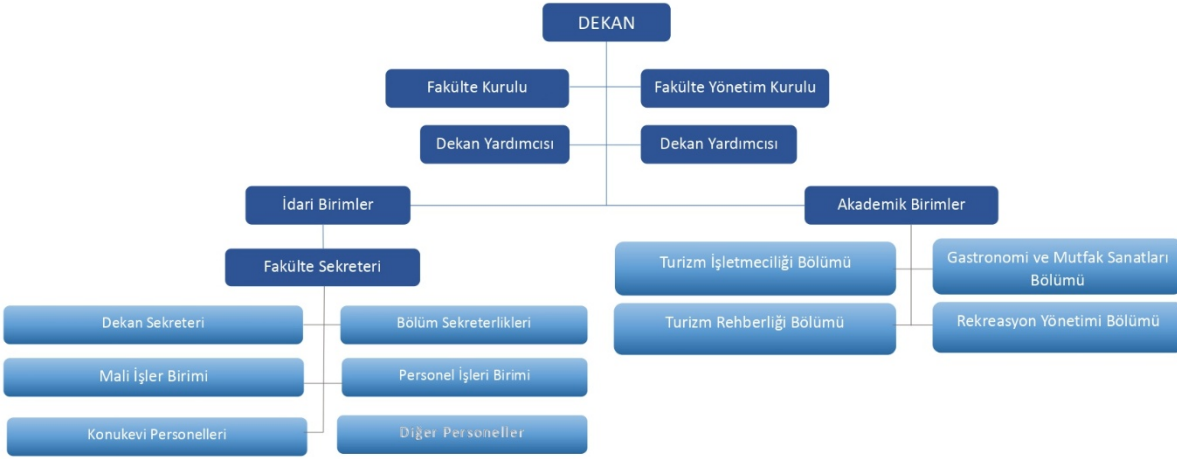 DEKAN
Fakülte Kurulu
Fakülte Yönetim Kurulu
Dekan Yardımcısı
Dekan Yardımcısı
İdari Birimler
Akademik Birimler
Fakülte Sekreteri
Turizm İşletmeciliği Bölümü
Gastronomi ve Mutfak Sanatları
Bölümü
Dekan Sekreteri
Bölüm Sekreterlikleri
Turizm Rehberliği Bölümü
Rekreasyon Yönetimi Bölümü
Mali İşler Birimi
Personel İşleri Birimi
Konukevi Personelleri
Diğer Personeller